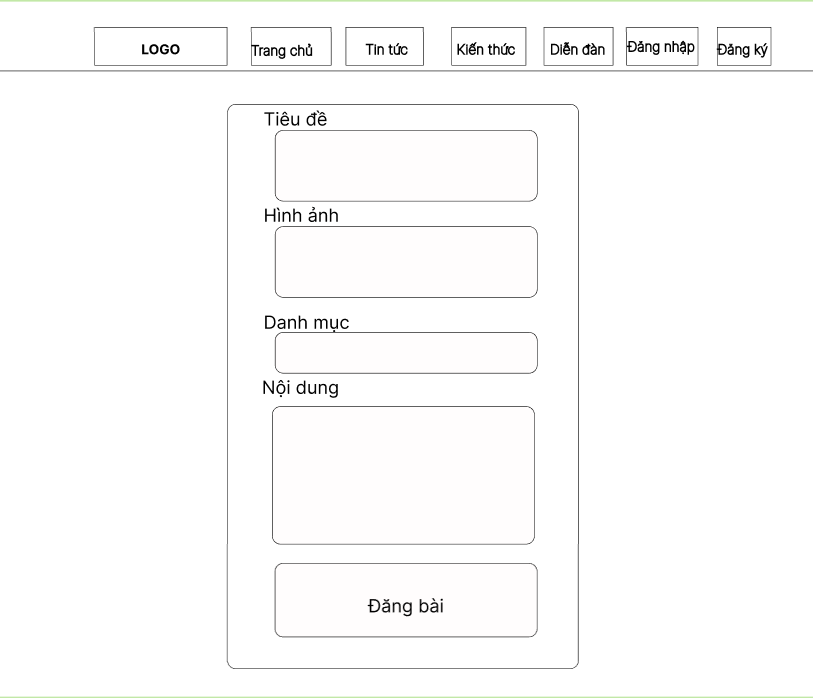 LOGO
Trang chủ
Tin tức
Kiến thức
Diễn đàn
Đăng nhập
Đăng ký
Tiêu đề
Hình ảnh
Danh mục
Nội dung
Đăng bài